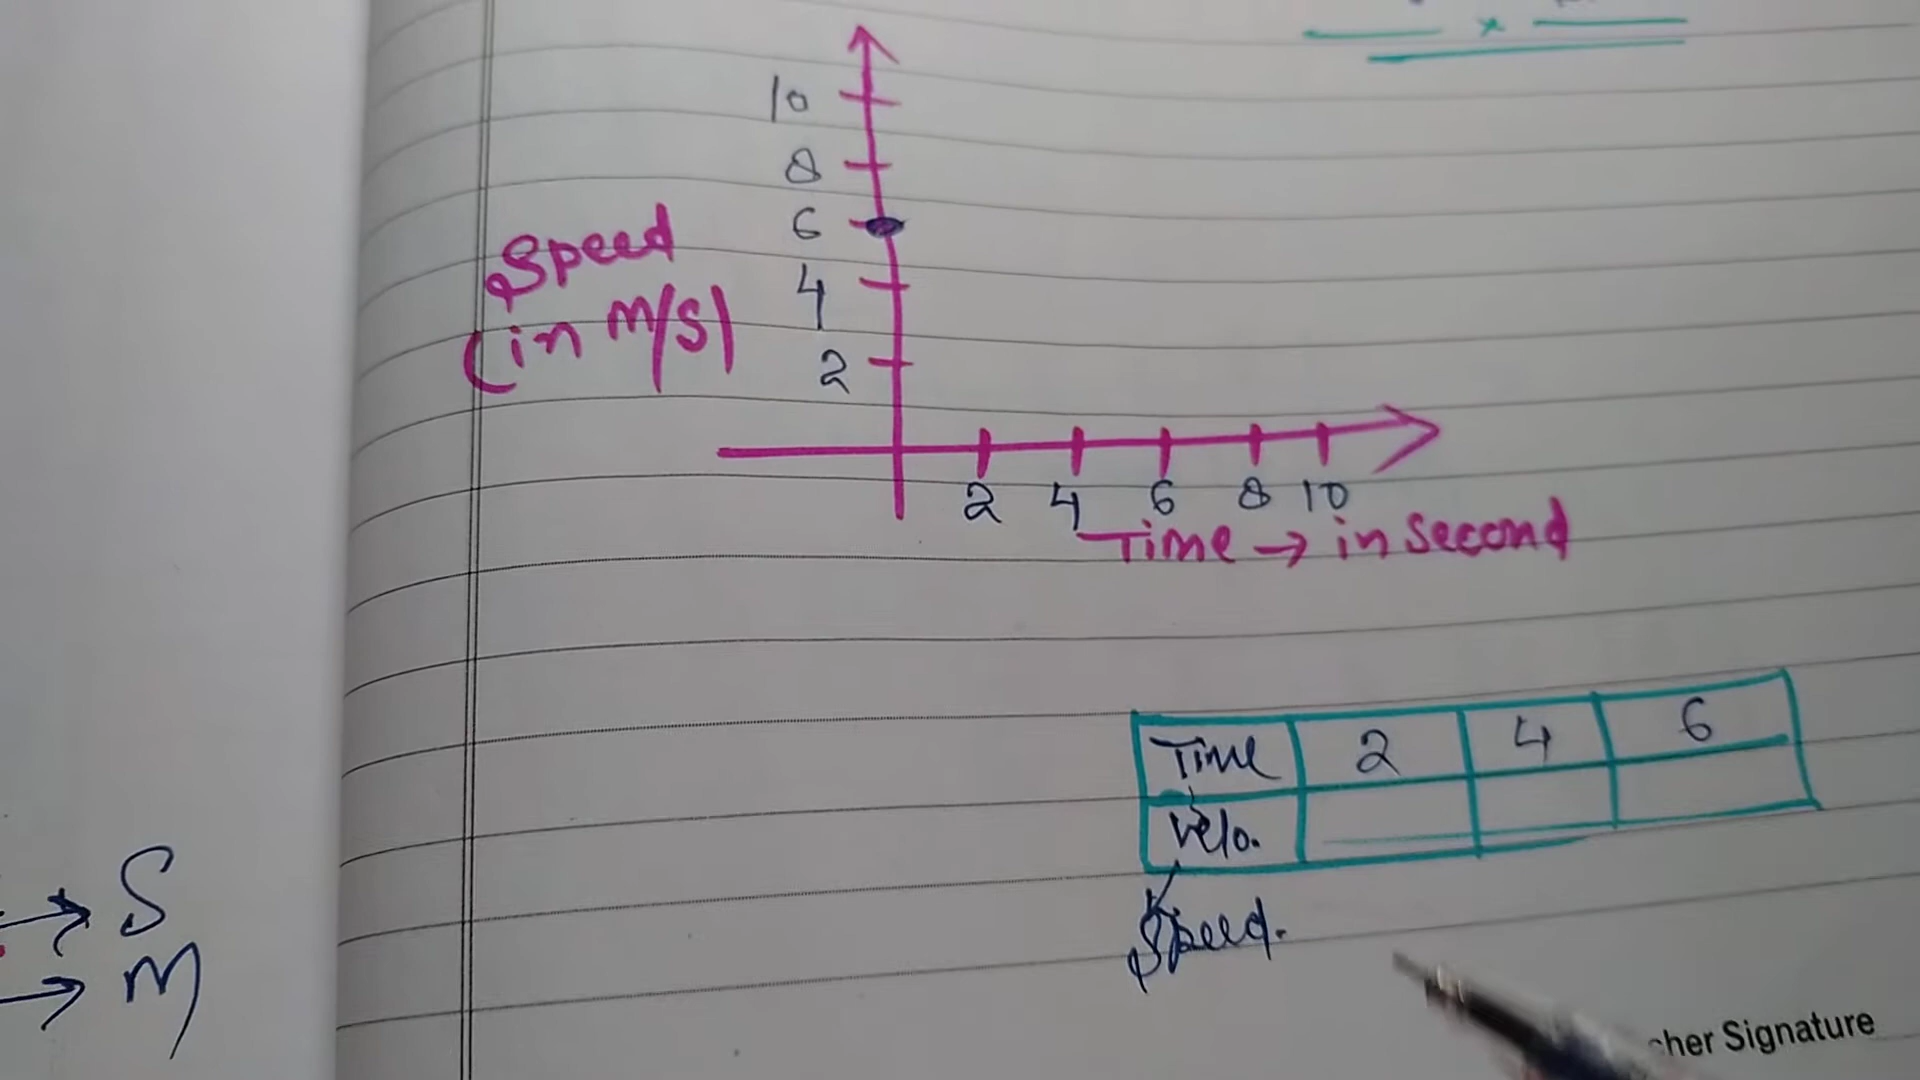 ×
10
8
6
4
2
Speed
(in m/s)
2 4 6 8 10
Time → in second
Time 2 4 6
Velo.
Speed.
→ S
→ M
cher Signature